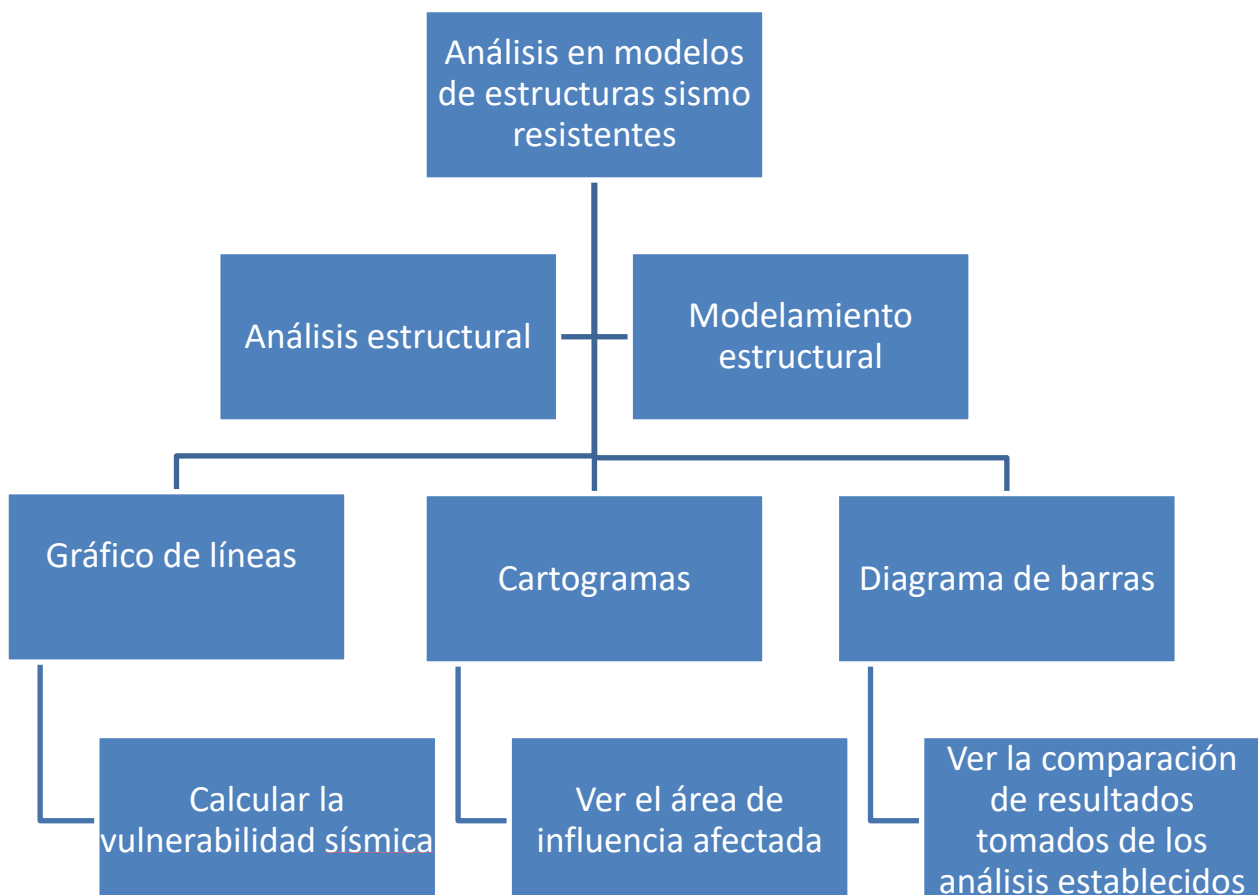 Análisis en modelos
de estructuras sismo
resistentes
Análisis estructural
Modelamiento
estructural
Gráfico de líneas
Cartogramas
Diagrama de barras
Calcular la
vulnerabilidad sísmica
Ver el área de
influencia afectada
Ver la comparación
de resultados
tomados de los
análisis establecidos